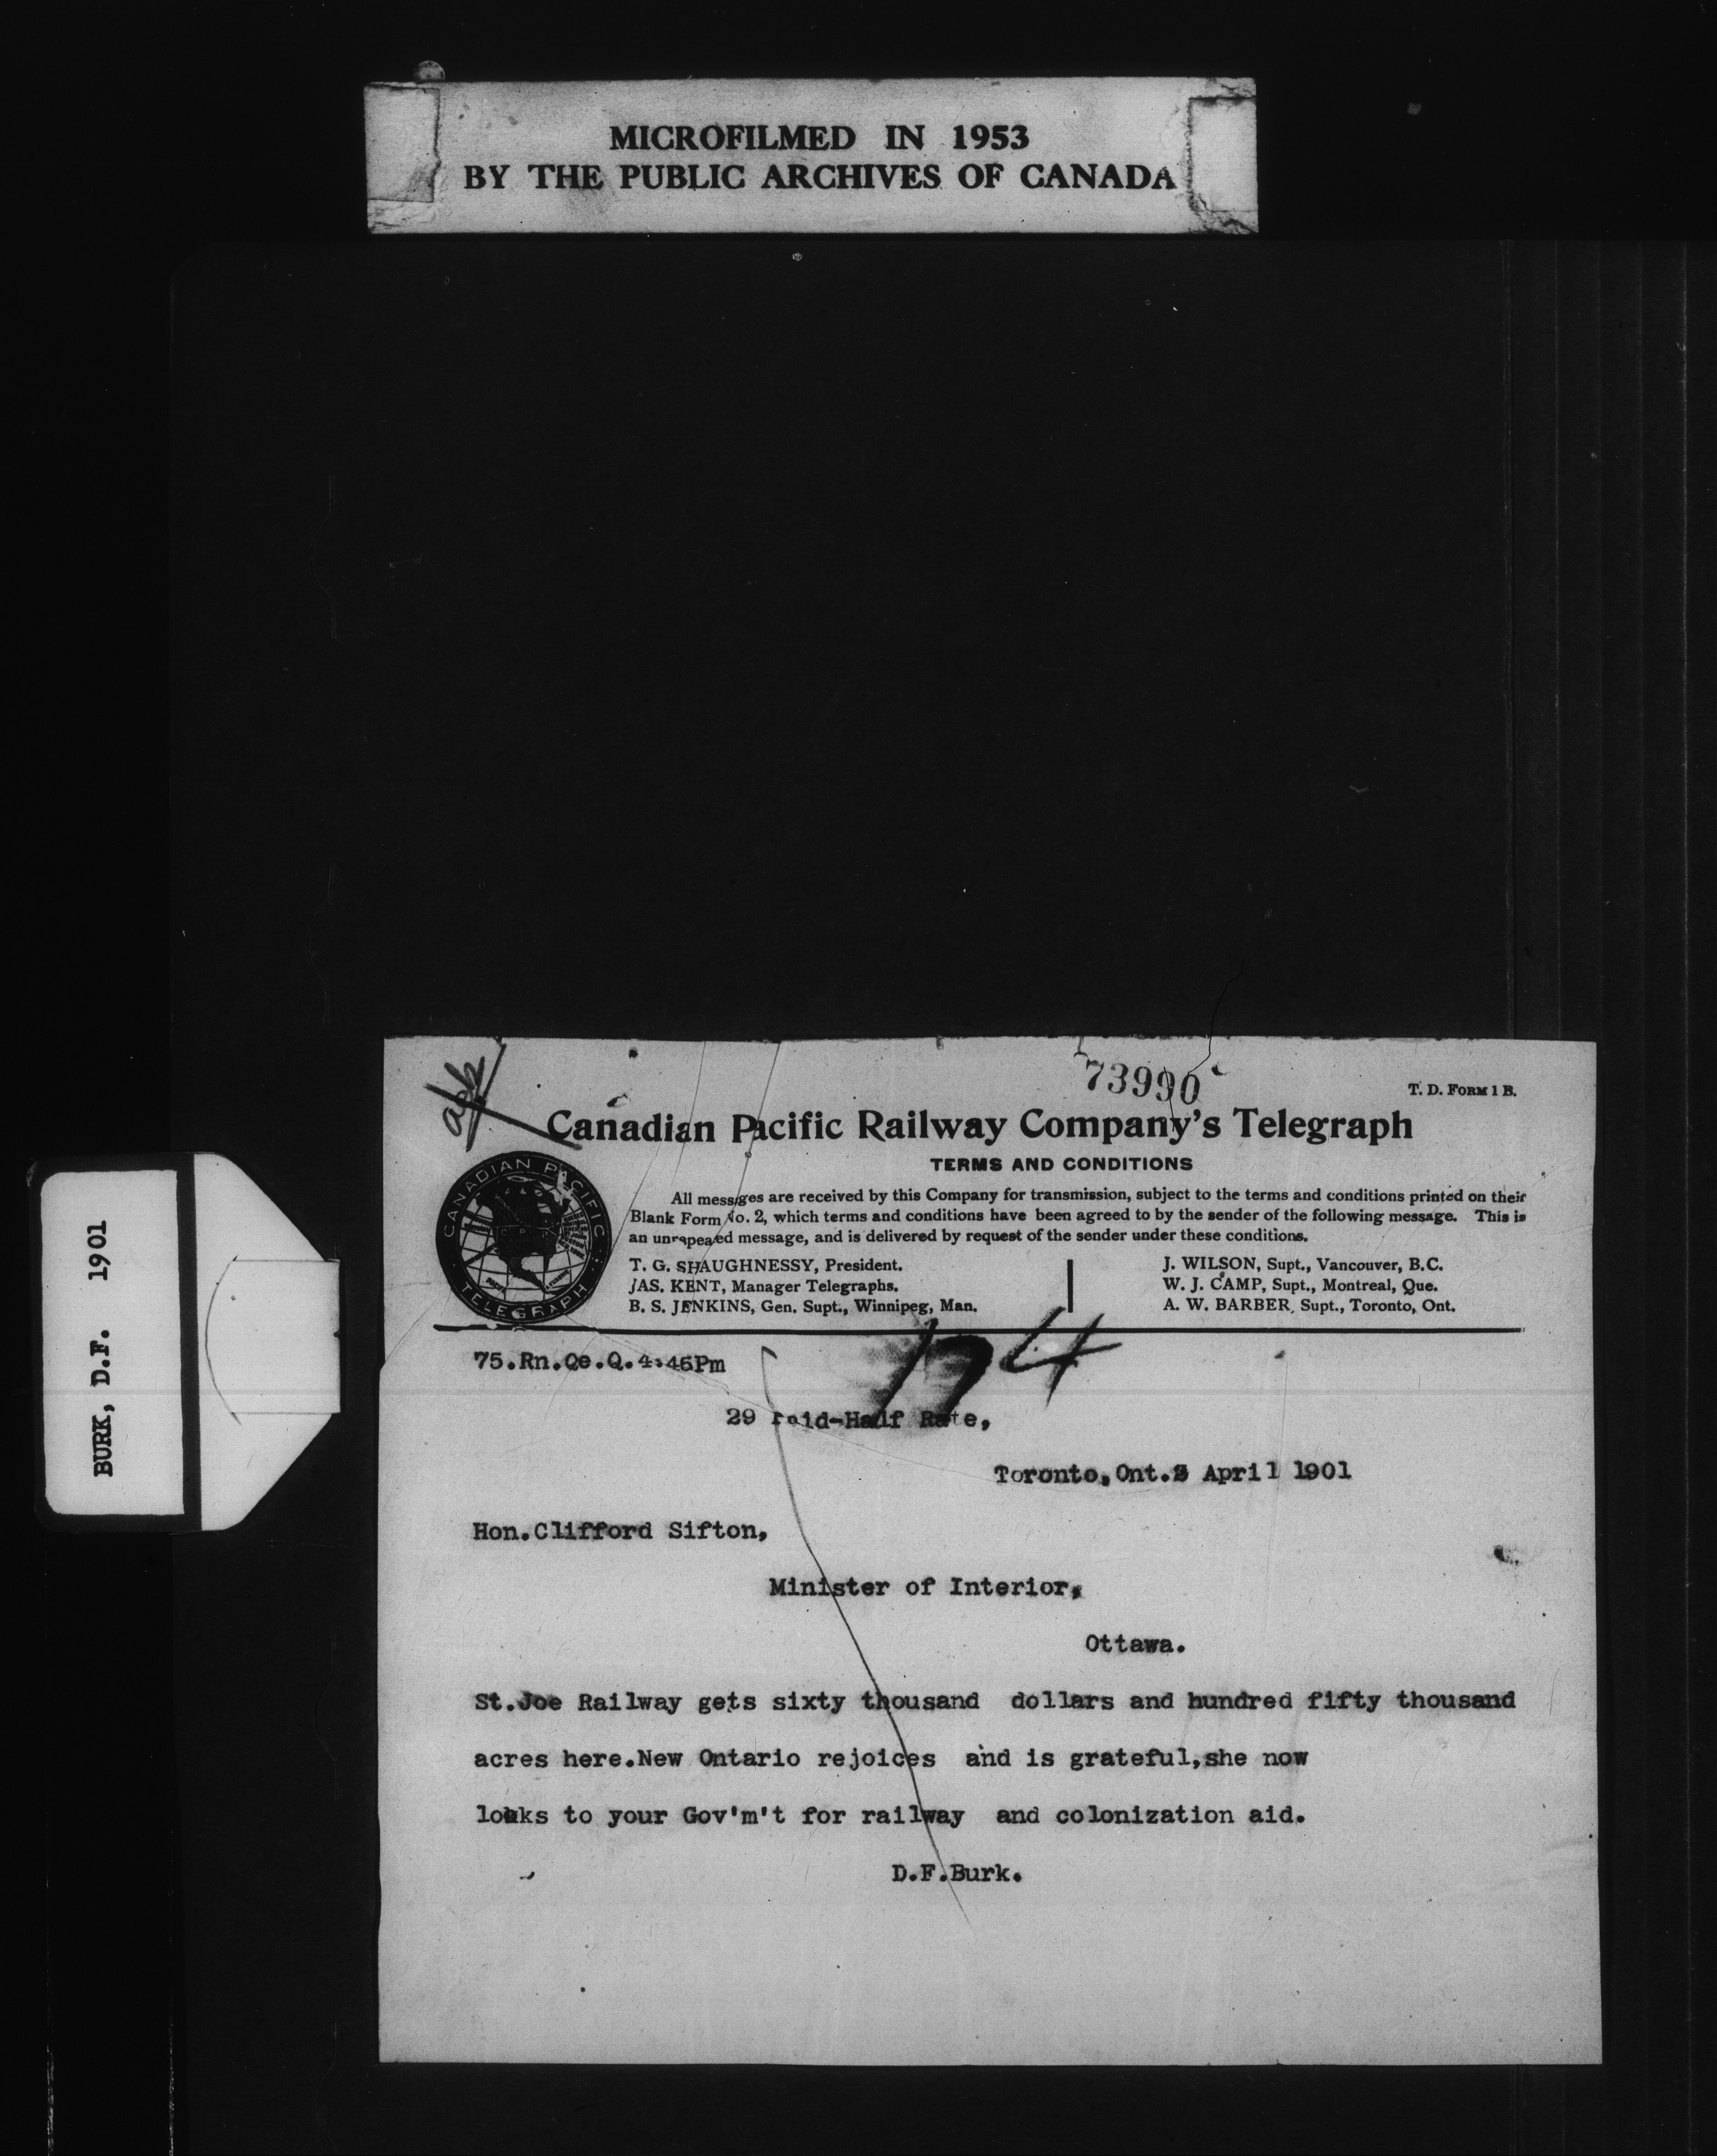 MICROFILMED IN 1953
BY THE PUBLIC ARCHIVES OF CANADA
BURK, D.F. 1901
ack
73990
T. D. FORM 1 B.
Canadian Pacific Railway Company's Telegraph
TERMS AND CONDITIONS
All messages are received by this Company for transmission, subject to the terms and conditions printed on their
Blank Form No. 2, which terms and conditions have been agreed to by the sender of the following message. This is
an unrepeated message, and is delivered by request of the sender under these conditions.
CANADIAN PACIFIC
TELEGRAPH
T. G. SHAUGHNESSY, President.
JAS. KENT, Manager Telegraphs.
B. S. JENKINS, Gen. Supt., Winnipeg, Man.
J. WILSON, Supt., Vancouver, B.C.
W. J. CAMP, Supt., Montreal, Que.
A. W. BARBER, Supt., Toronto, Ont.
75.Rn.Qe.Q.4:45Pm
29 Paid-Half Rate,
Toronto,Ont. April 1901
Hon.Clifford Sifton,
Minister of Interior,
Ottawa.
St.Joe Railway gets sixty thousand dollars and hundred fifty thousand
acres here.New Ontario rejoices and is grateful,she now
looks to your Gov'm't for railway and colonization aid.
D.F.Burk.